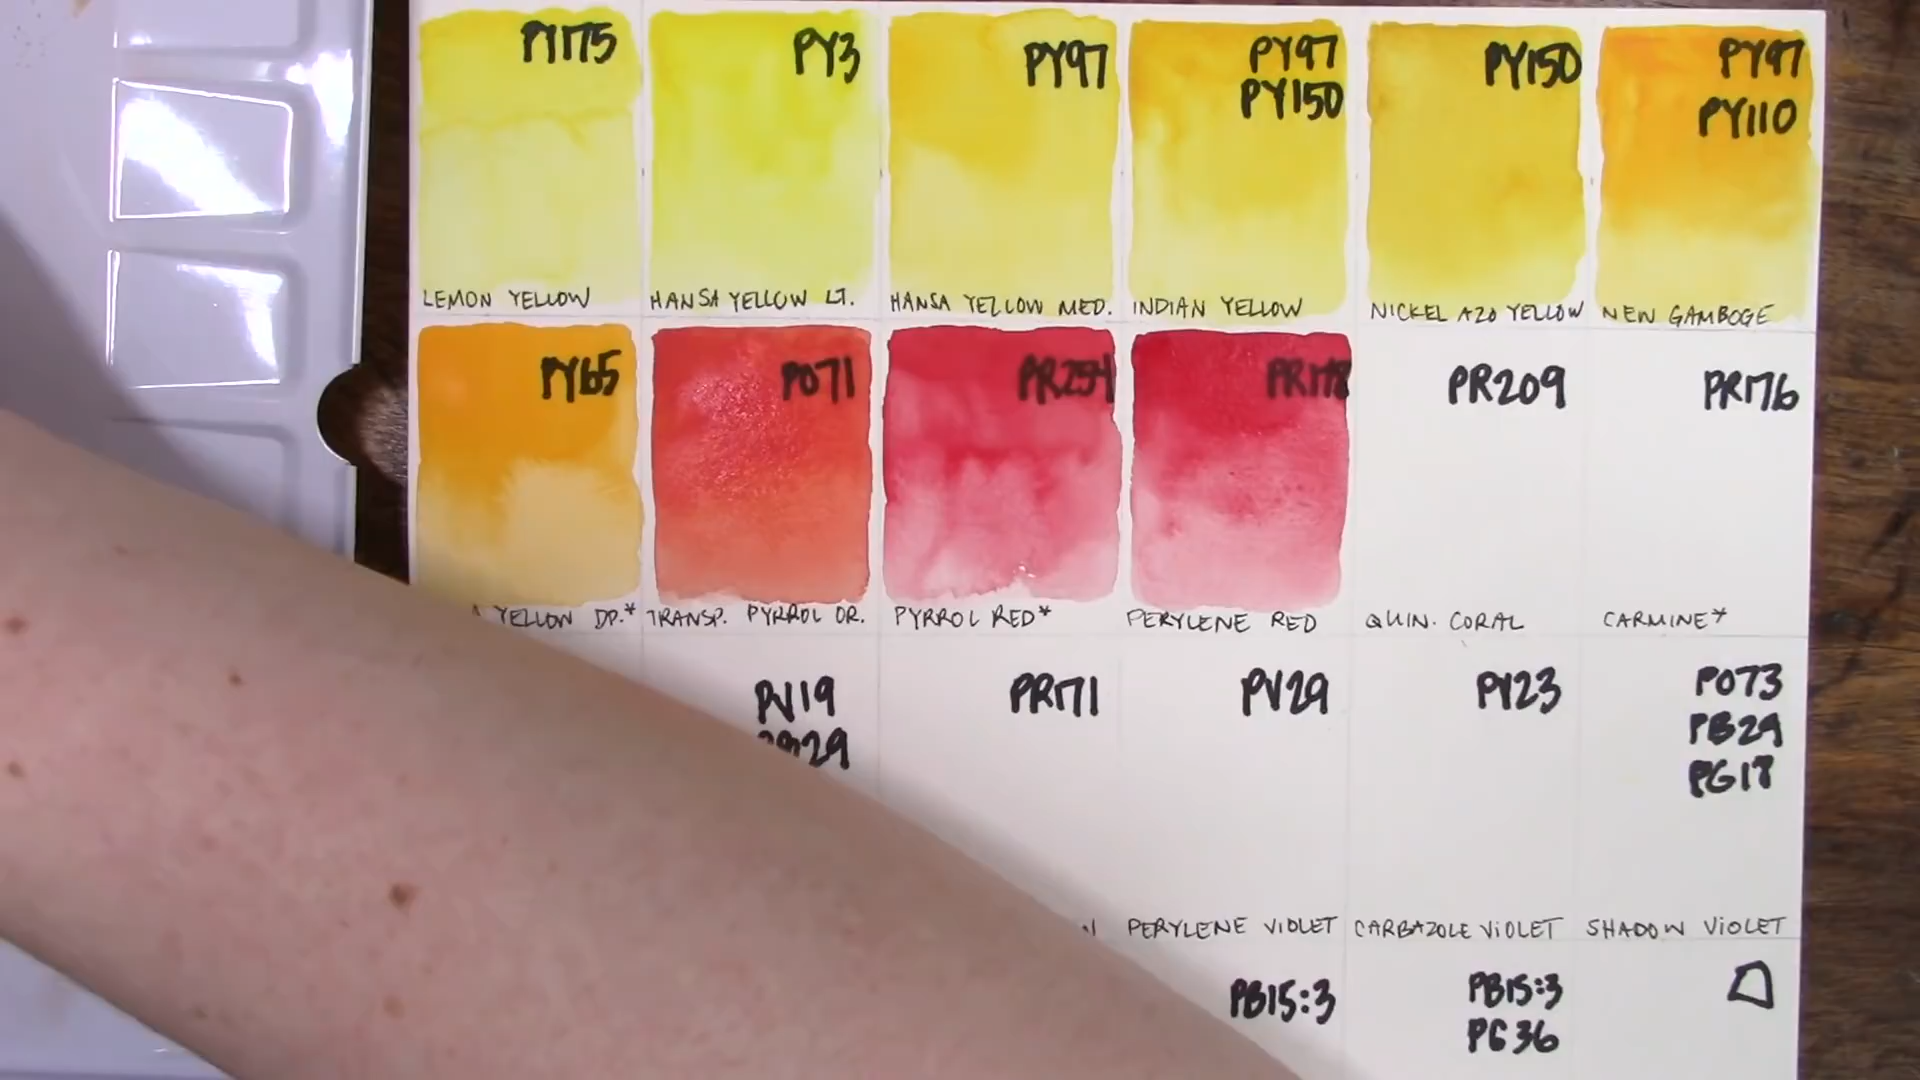 PY175
PY3
PY97
PY97
PY150
PY150
PY97
PY110
LEMON YELLOW
HANSA YELLOW LT.
HANSA YELLOW MED.
INDIAN YELLOW
NICKEL AZO YELLOW
NEW GAMBOGE
PY65
PO71
PR254
PR178
PR209
PR176
YELLOW DP.*
TRANSP. PYRROL OR.
PYRROL RED*
PERYLENE RED
QUIN. CORAL
CARMINE*
PV19
PR171
PV29
PV23
PO73
PB29
PG18
PERYLENE VIOLET
CARBAZOLE VIOLET
SHADOW VIOLET
PB15:3
PB15:3
PG36